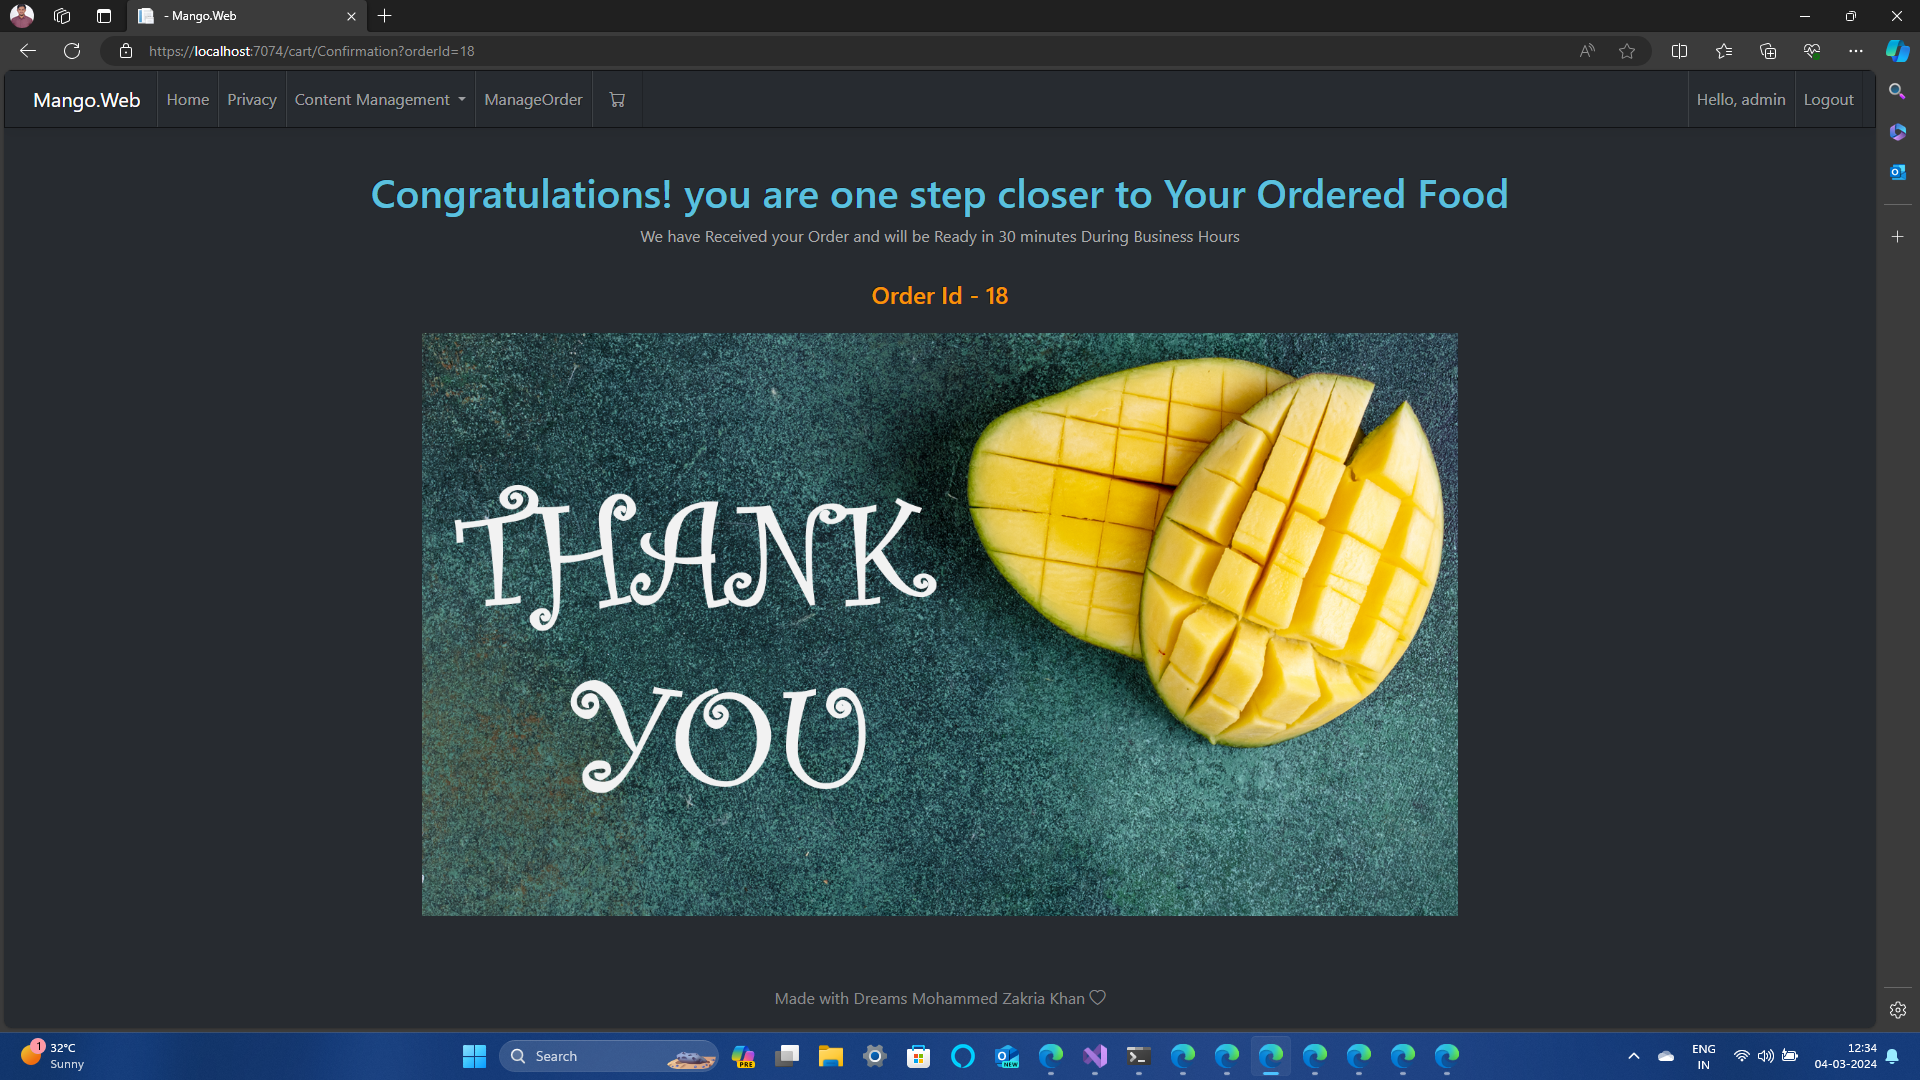 - Mango.Web
https://localhost:7074/cart/Confirmation?orderId=18
Mango.Web Home Privacy Content Management ManageOrder Hello, admin Logout
Congratulations! you are one step closer to Your Ordered Food
We have Received your Order and will be Ready in 30 minutes During Business Hours
Order Id - 18
THANK
YOU
Made with Dreams Mohammed Zakria Khan
1
32°C
Sunny
Search
PRE
NEW
ENG
IN
12:34
04-03-2024